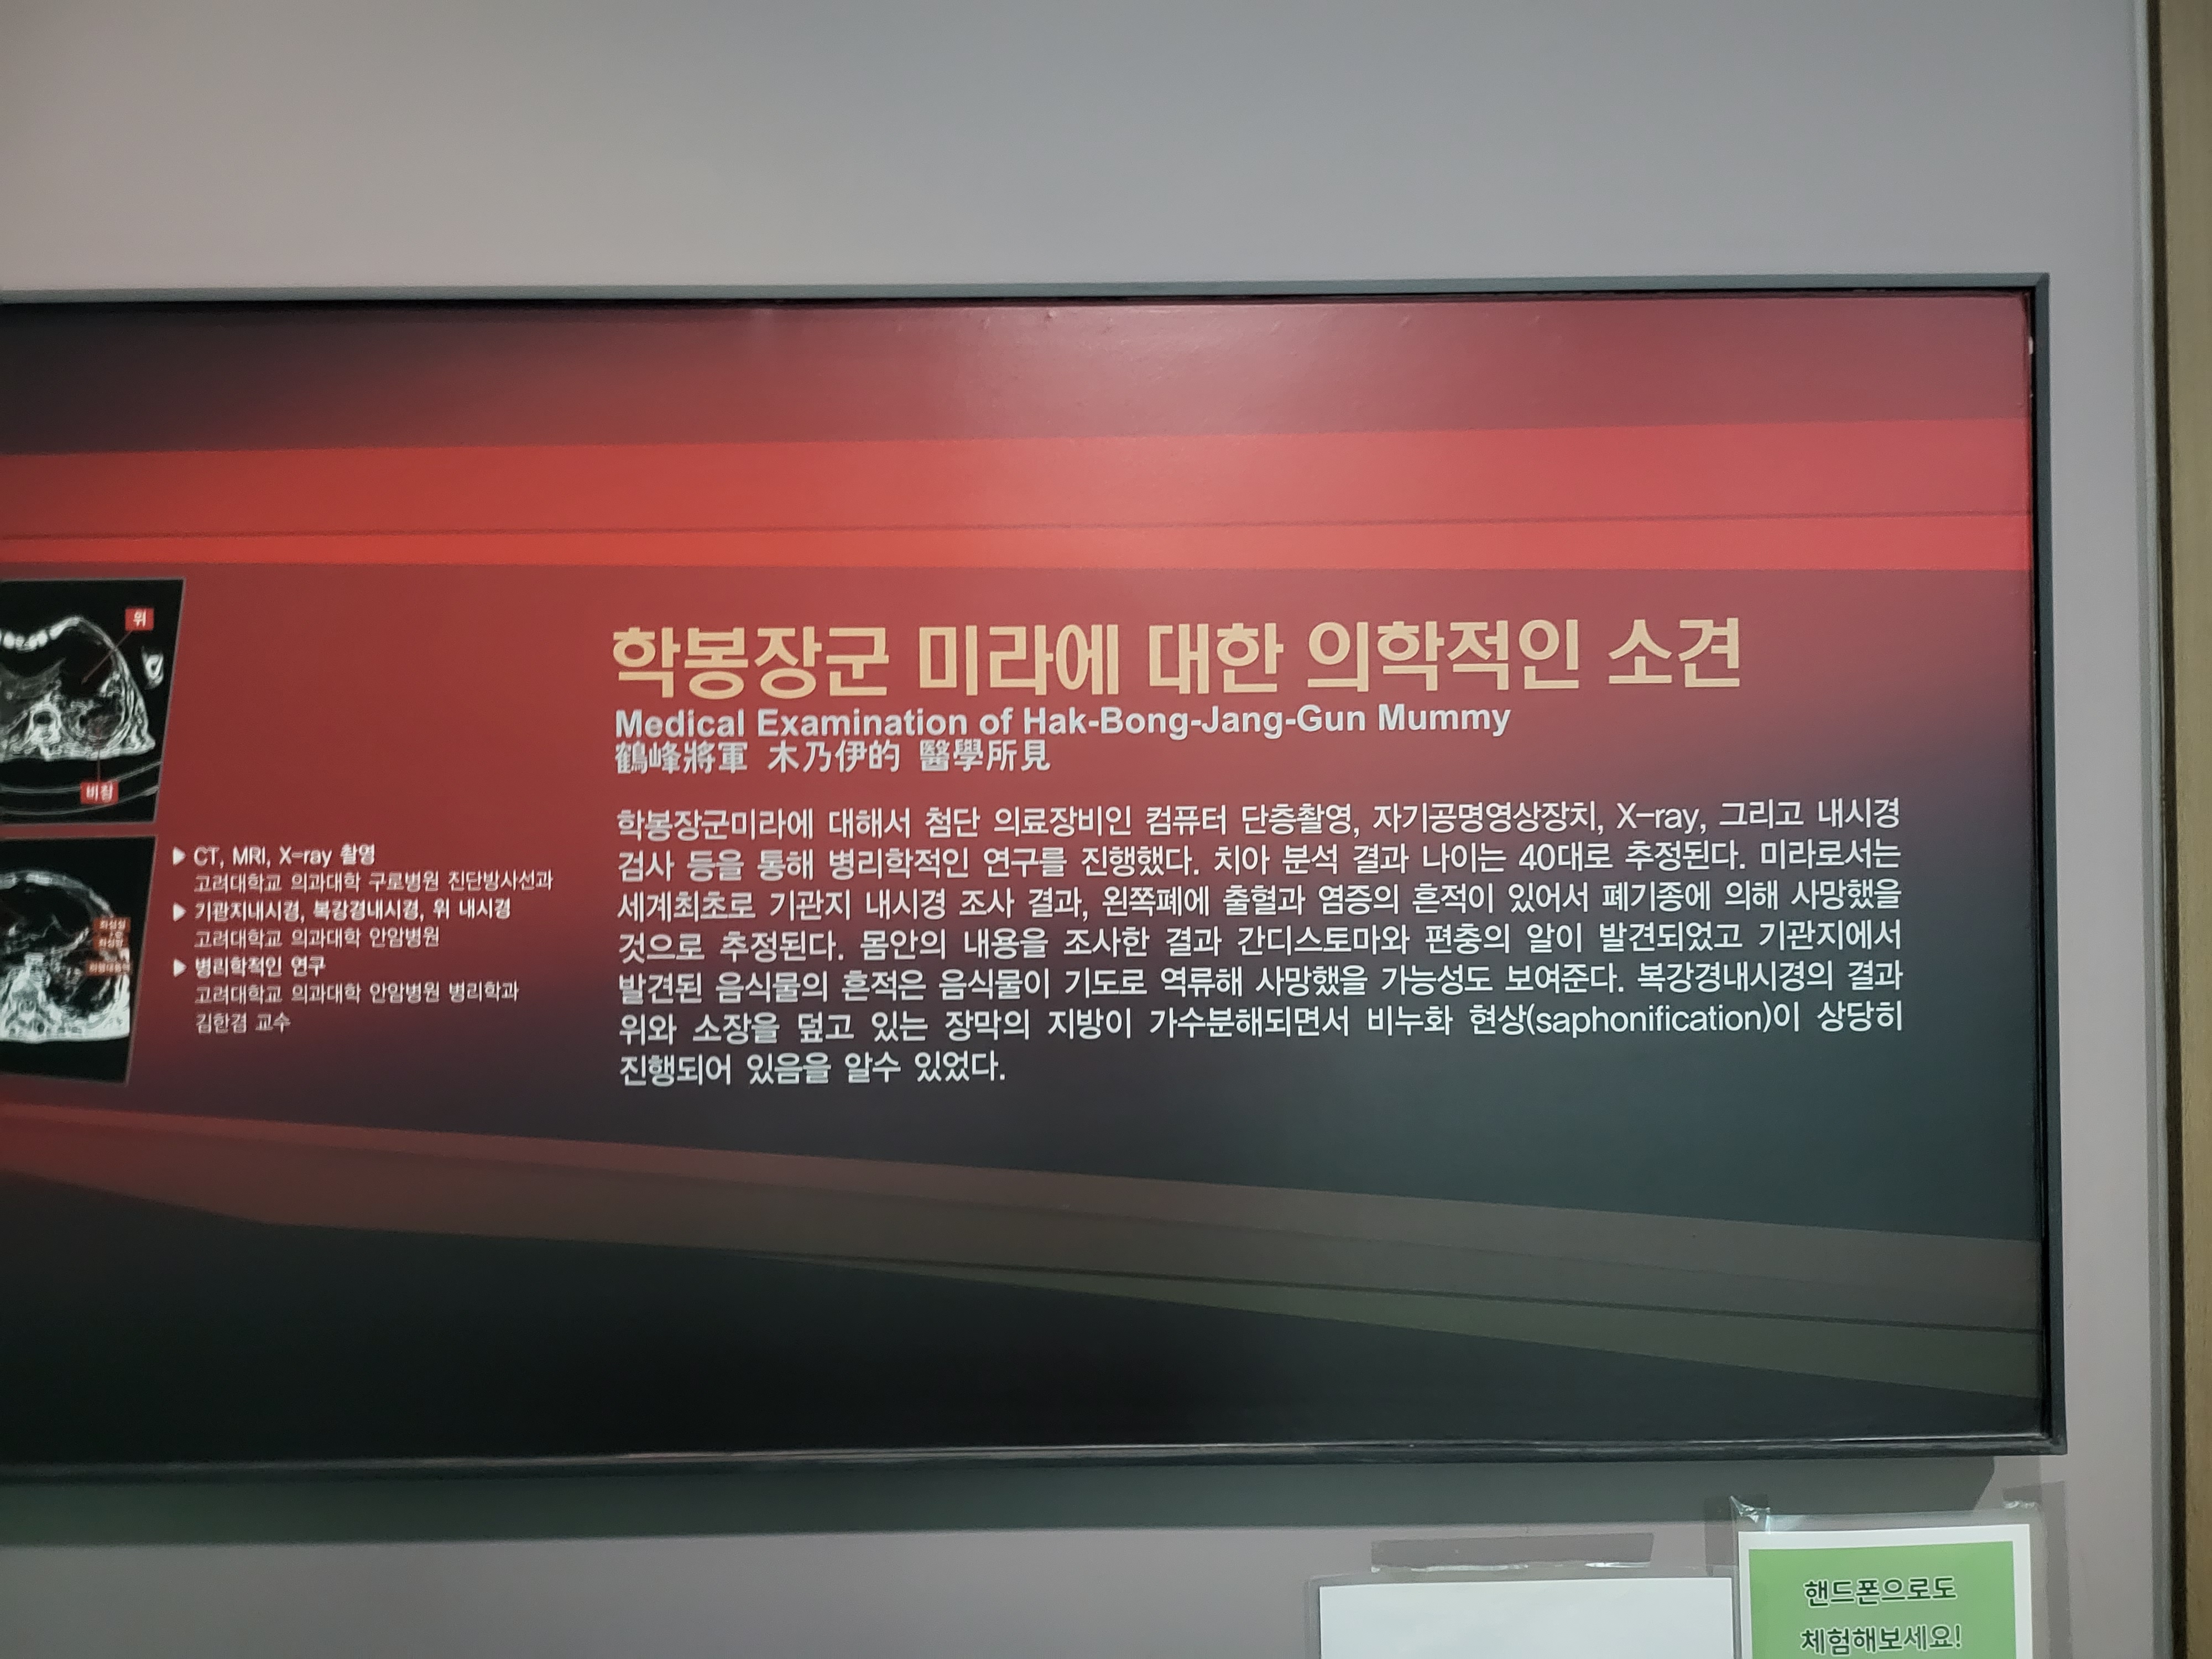 위
비장
▶ CT, MRI, X-ray 촬영
고려대학교 의과대학 구로병원 진단방사선과
▶ 기관지내시경, 복강경내시경, 위 내시경
고려대학교 의과대학 안암병원
▶ 병리학적인 연구
고려대학교 의과대학 안암병원 병리학과
김한겸 교수
학봉장군 미라에 대한 의학적인 소견
Medical Examination of Hak-Bong-Jang-Gun Mummy
鶴峰將軍 木乃伊的 醫學所見
학봉장군미라에 대해서 첨단 의료장비인 컴퓨터 단층촬영, 자기공명영상장치, X-ray, 그리고 내시경
검사 등을 통해 병리학적인 연구를 진행했다. 치아 분석 결과 나이는 40대로 추정된다. 미라로서는
세계최초로 기관지 내시경 조사 결과, 왼쪽폐에 출혈과 염증의 흔적이 있어서 폐기종에 의해 사망했을
것으로 추정된다. 몸안의 내용을 조사한 결과 간디스토마와 편충의 알이 발견되었고 기관지에서
발견된 음식물의 흔적은 음식물이 기도로 역류해 사망했을 가능성도 보여준다. 복강경내시경의 결과
위와 소장을 덮고 있는 장막의 지방이 가수분해되면서 비누화 현상(saphonification)이 상당히
진행되어 있음을 알수 있었다.
핸드폰으로도
체험해보세요!